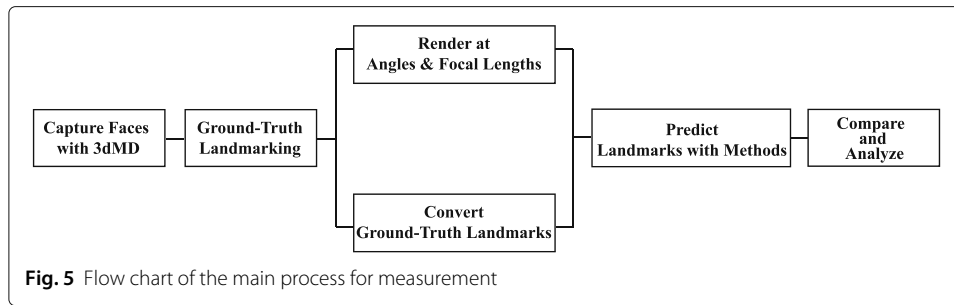 Capture Faces
with 3dMD
Ground-Truth
Landmarking
Render at
Angles & Focal Lengths
Convert
Ground-Truth Landmarks
Predict
Landmarks with Methods
Compare
and
Analyze
Fig. 5 Flow chart of the main process for measurement